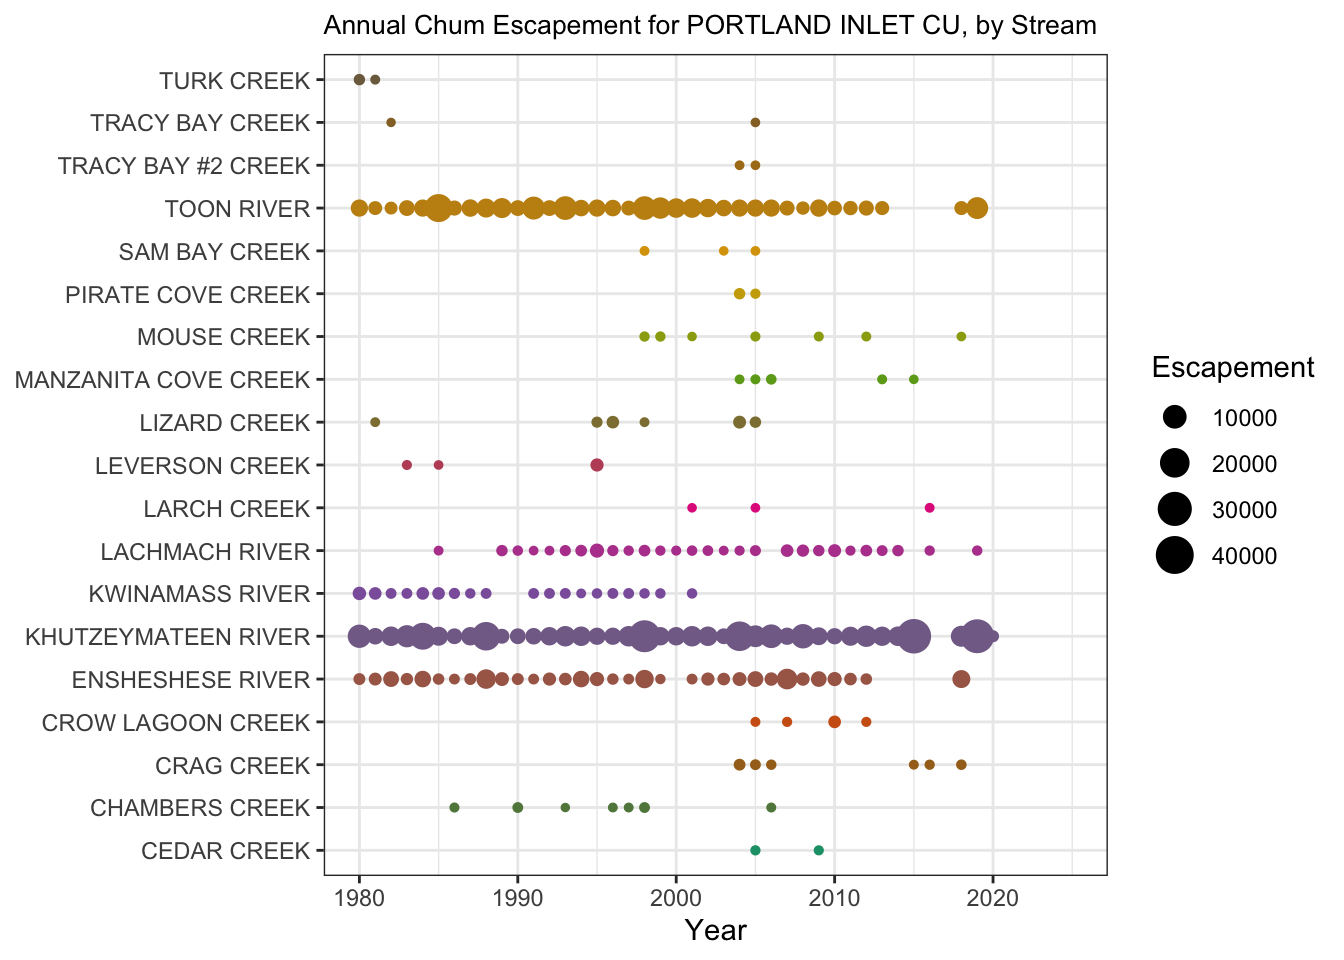 Annual Chum Escapement for PORTLAND INLET CU, by Stream
TURK CREEK
TRACY BAY CREEK
TRACY BAY #2 CREEK
TOON RIVER
SAM BAY CREEK
PIRATE COVE CREEK
MOUSE CREEK
MANZANITA COVE CREEK
LIZARD CREEK
LEVERSON CREEK
LARCH CREEK
LACHMACH RIVER
KWINAMASS RIVER
KHUTZEYMATEEN RIVER
ENSHESHESE RIVER
CROW LAGOON CREEK
CRAG CREEK
CHAMBERS CREEK
CEDAR CREEK
1980 1990 2000 2010 2020
Year
Escapement
10000
20000
30000
40000